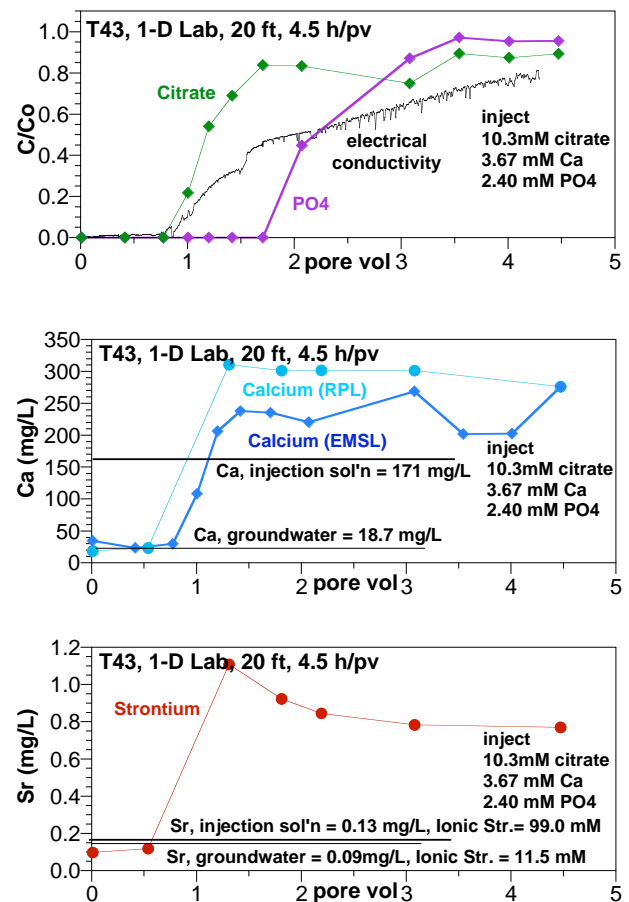 T43, 1-D Lab, 20 ft, 4.5 h/pv
1.0
0.8
0.6
0.4
0.2
0.0
C/Co
Citrate
electrical
conductivity
PO4
inject
10.3mM citrate
3.67 mM Ca
2.40 mM PO4
0 1 2 3 4 5
pore vol
T43, 1-D Lab, 20 ft, 4.5 h/pv
350
300
250
200
150
100
50
0
Ca (mg/L)
Calcium (RPL)
Calcium (EMSL)
Ca, injection sol'n = 171 mg/L
Ca, groundwater = 18.7 mg/L
inject
10.3mM citrate
3.67 mM Ca
2.40 mM PO4
0 1 2 3 4 5
pore vol
T43, 1-D Lab, 20 ft, 4.5 h/pv
1.2
1.0
0.8
0.6
0.4
0.2
0.0
Sr (mg/L)
Strontium
inject
10.3mM citrate
3.67 mM Ca
2.40 mM PO4
Sr, injection sol'n = 0.13 mg/L, Ionic Str.= 99.0 mM
Sr, groundwater = 0.09mg/L, Ionic Str. = 11.5 mM
0 1 2 3 4 5
pore vol